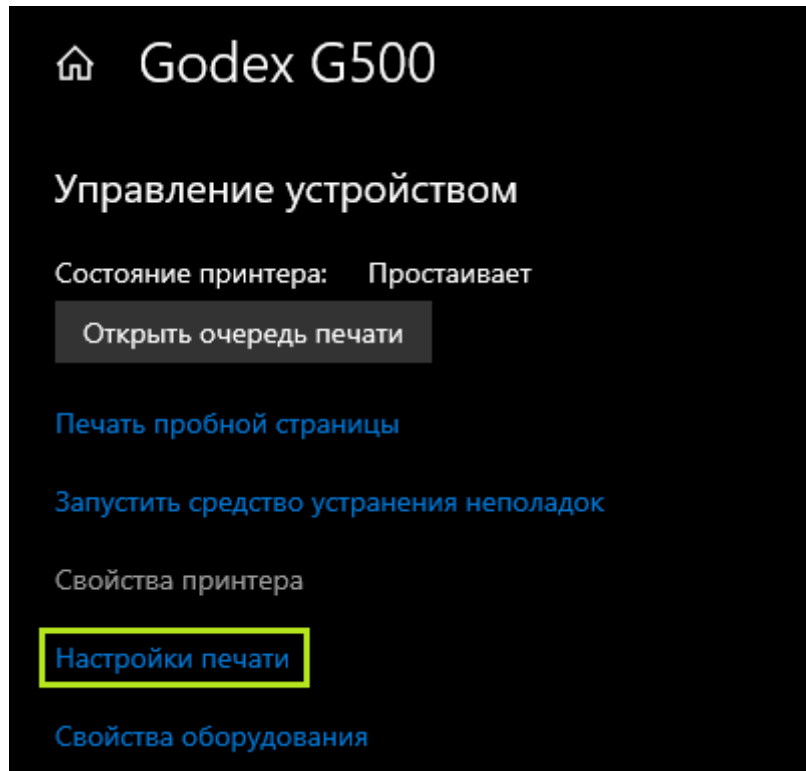 Godex G500
Управление устройством
Состояние принтера: Простаивает
Открыть очередь печати
Печать пробной страницы
Запустить средство устранения неполадок
Свойства принтера
Настройки печати
Свойства оборудования